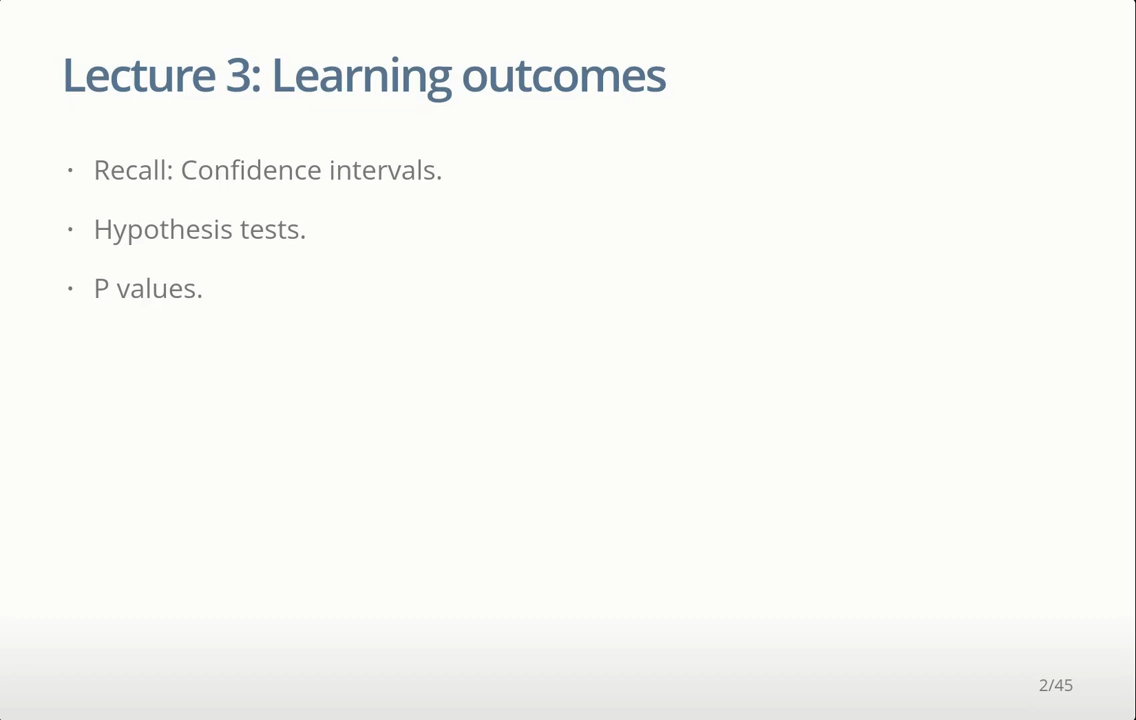 Lecture 3: Learning outcomes
· Recall: Confidence intervals.
· Hypothesis tests.
· P values.
2/45